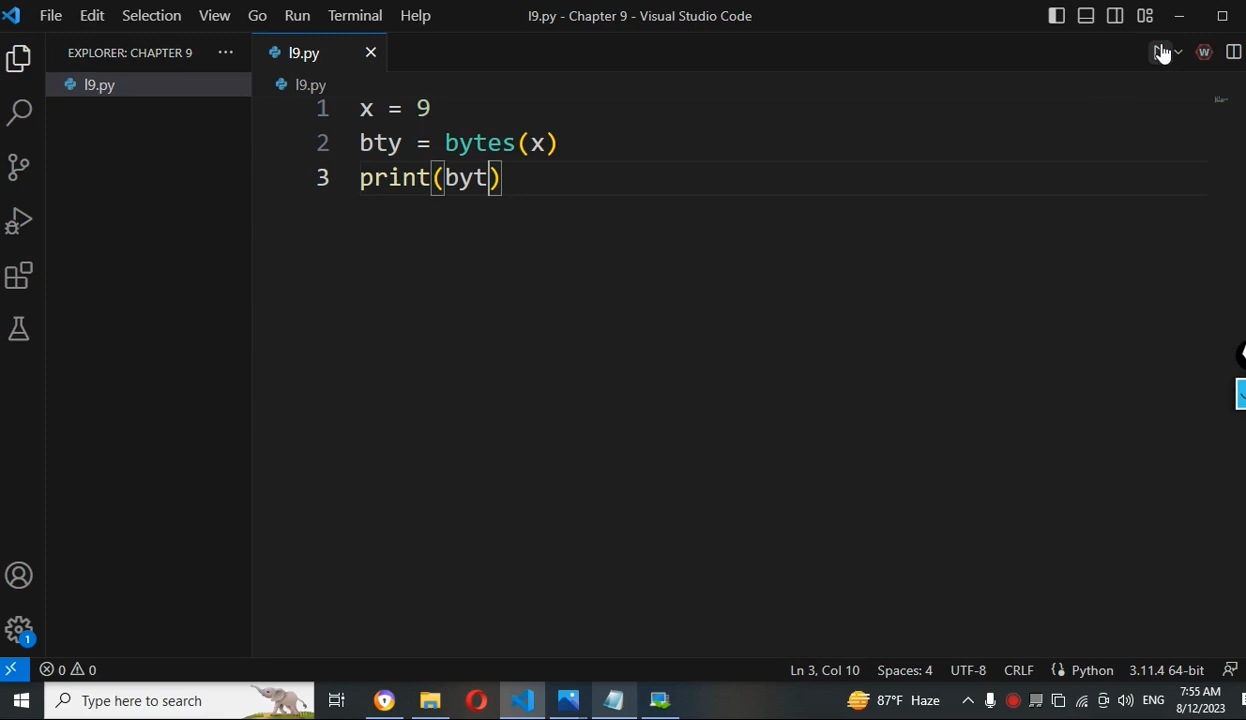 File Edit Selection View Go Run Terminal Help
l9.py - Chapter 9 - Visual Studio Code
EXPLORER: CHAPTER 9 ···
l9.py
l9.py
W
l9.py
1 x = 9
2 bty = bytes(x)
3 print(byt)
1
0 0
Ln 3, Col 10 Spaces: 4 UTF-8 CRLF Python 3.11.4 64-bit
Type here to search
87°F Haze
ENG
7:55 AM
8/12/2023